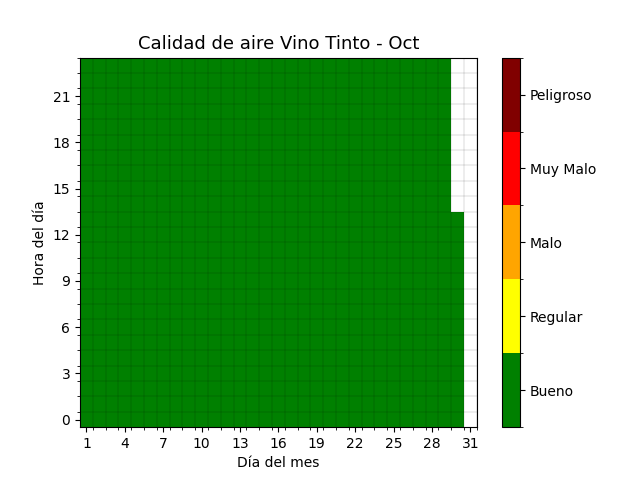 Calidad de aire Vino Tinto - Oct
Hora del día
21
18
15
12
9
6
3
0
1 4 7 10 13 16 19 22 25 28 31
Día del mes
Peligroso
Muy Malo
Malo
Regular
Bueno